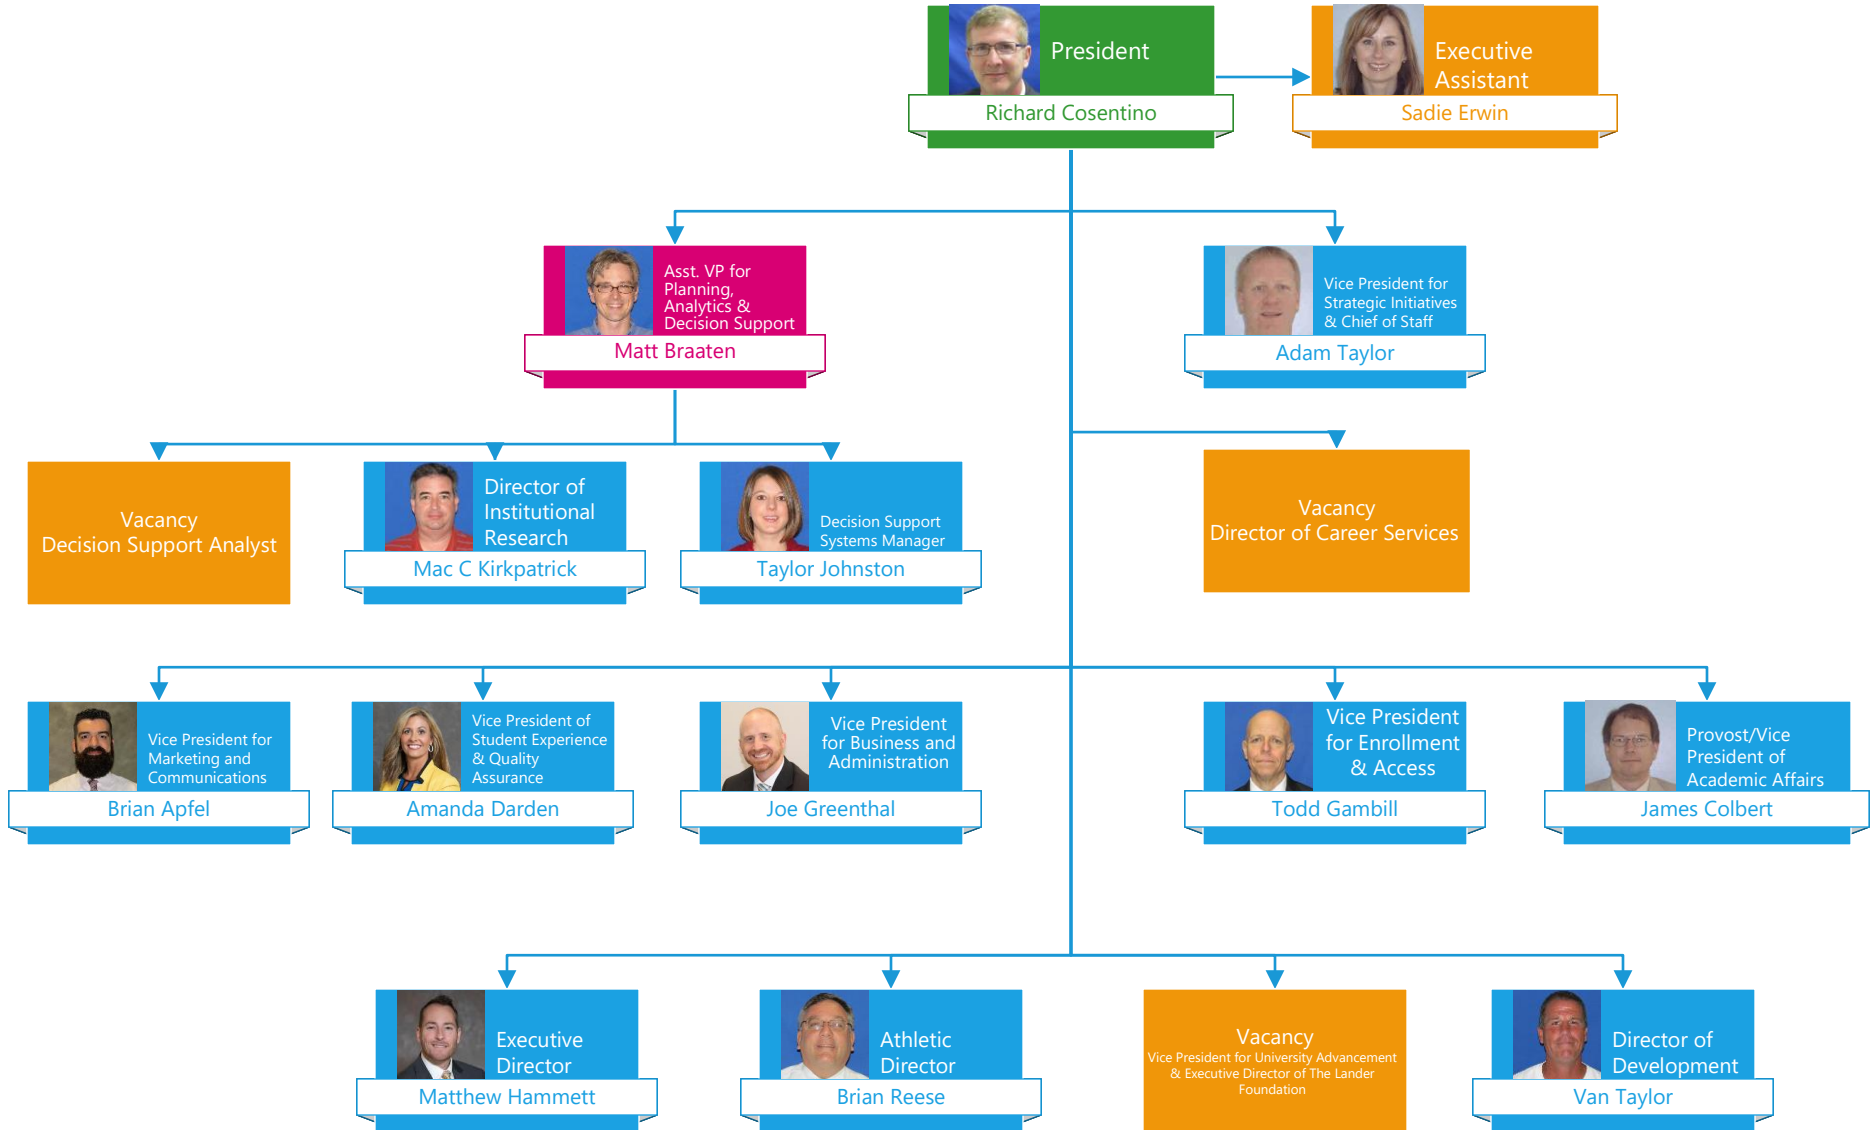 President
Richard Cosentino
Executive
Assistant
Sadie Erwin
Asst. VP for
Planning,
Analytics &
Decision Support
Matt Braaten
Vice President for
Strategic Initiatives
& Chief of Staff
Adam Taylor
Vacancy
Decision Support Analyst
Director of
Institutional
Research
Mac C Kirkpatrick
Decision Support
Systems Manager
Taylor Johnston
Vacancy
Director of Career Services
Vice President for
Marketing and
Communications
Brian Apfel
Vice President of
Student Experience
& Quality
Assurance
Amanda Darden
Vice President
for Business and
Administration
Joe Greenthal
Vice President
for Enrollment
& Access
Todd Gambill
Provost/Vice
President of
Academic Affairs
James Colbert
Executive
Director
Matthew Hammett
Athletic
Director
Brian Reese
Vacancy
Vice President for University Advancement
& Executive Director of The Lander
Foundation
Director of
Development
Van Taylor